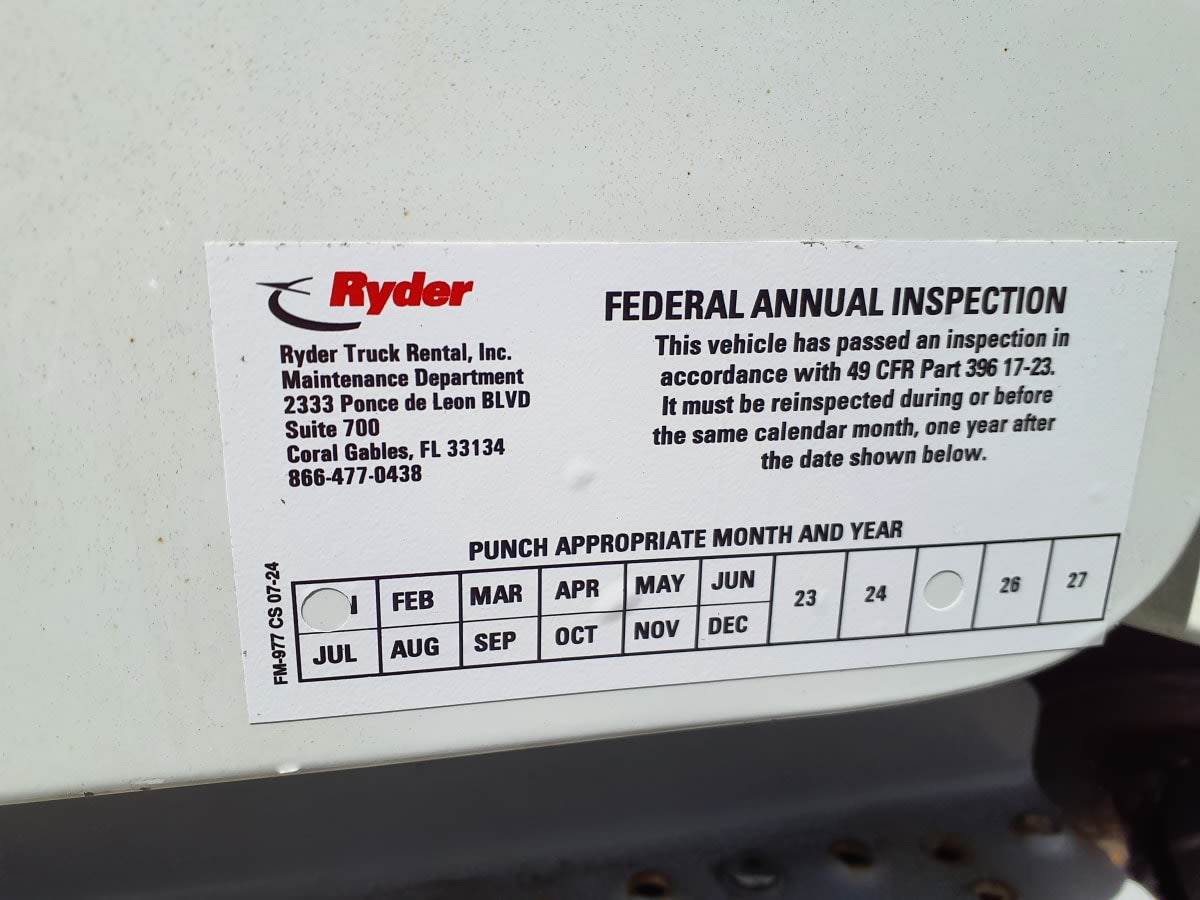 Ryder
Ryder Truck Rental, Inc.
Maintenance Department
2333 Ponce de Leon BLVD
Suite 700
Coral Gables, FL 33134
866-477-0438
FEDERAL ANNUAL INSPECTION
This vehicle has passed an inspection in
accordance with 49 CFR Part 396 17-23.
It must be reinspected during or before
the same calendar month, one year after
the date shown below.
PUNCH APPROPRIATE MONTH AND YEAR
FEB MAR APR MAY JUN 23 24 26 27
JUL AUG SEP OCT NOV DEC
FM-977 CS 07-24